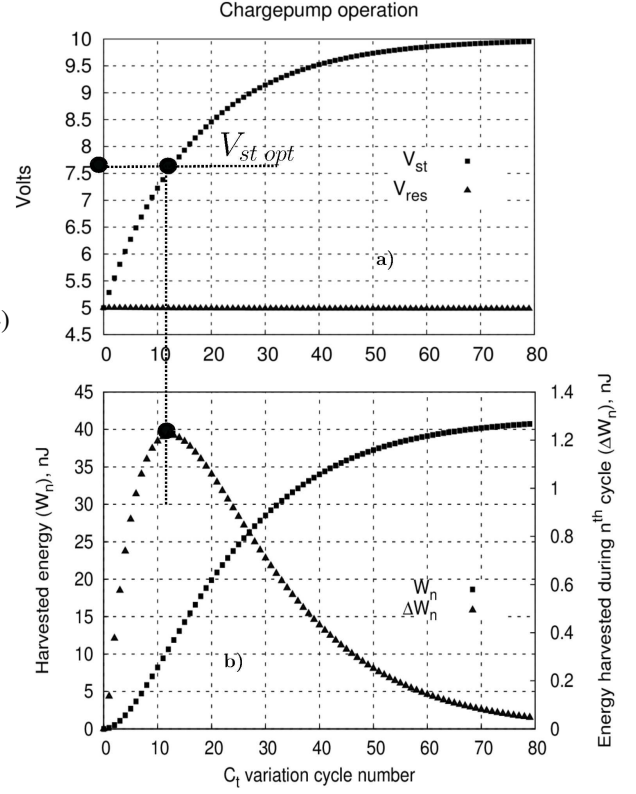 Chargepump operation
10
9.5
9
8.5
8
7.5
7
6.5
6
5.5
5
4.5
Volts
V_st opt
V_st
V_res
a)
)
0 10 20 30 40 50 60 70 80
45
40
35
30
25
20
15
10
5
0
Harvested energy (W_n), nJ
1.4
1.2
1
0.8
0.6
0.4
0.2
0
Energy harvested during n^th cycle (ΔW_n), nJ
W_n
ΔW_n
b)
0 10 20 30 40 50 60 70 80
C_t variation cycle number